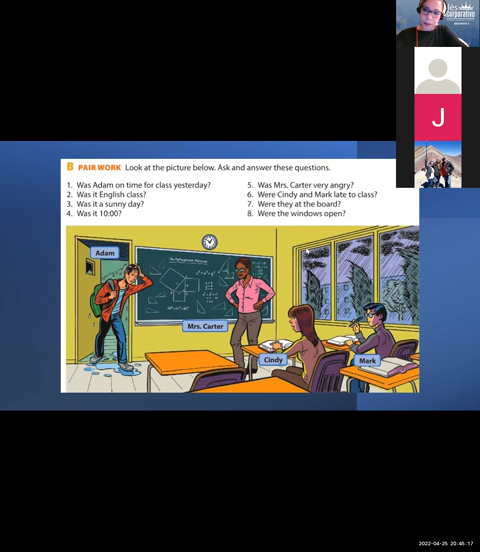 Corporativo
J
B PAIR WORK Look at the picture below. Ask and answer these questions.
1. Was Adam on time for class yesterday?
2. Was it English class?
3. Was it a sunny day?
4. Was it 10:00?
5. Was Mrs. Carter very angry?
6. Were Cindy and Mark late to class?
7. Were they at the board?
8. Were the windows open?
Adam
The Pythagorean Theorem
Mrs. Carter
Cindy
Mark
2022-04-25 20:45:17